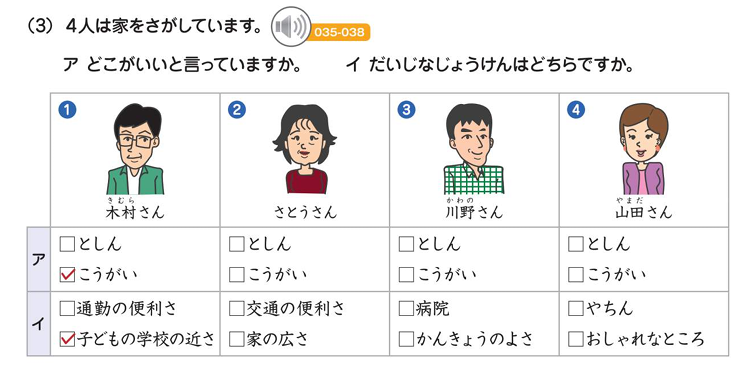 (3) 4人は家をさがしています。 035-038
ア どこがいいと言っていますか。 イ だいじなじょうけんはどちらですか。
1 2 3 4
きむら かわの やまだ
木村さん さとうさん 川野さん 山田さん
ア
□としん □としん □としん □としん
☑こうがい □こうがい □こうがい □こうがい
イ
□通勤の便利さ □交通の便利さ □病院 □やちん
☑子どもの学校の近さ □家の広さ □かんきょうのよさ □おしゃれなところ